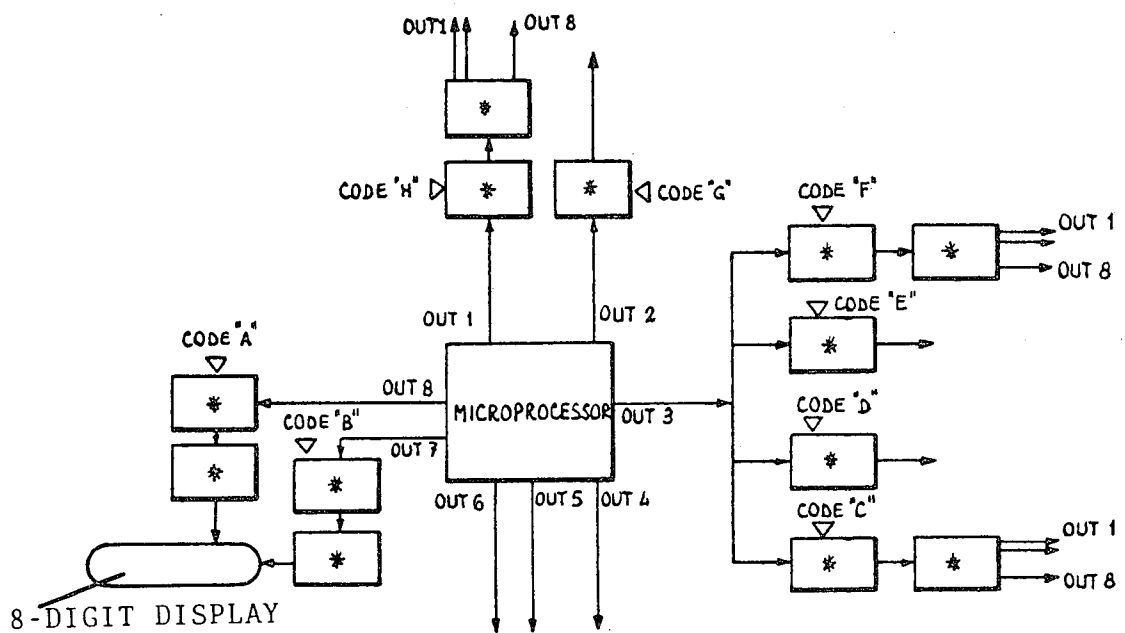 OUT1
OUT 8
CODE "H"
*
*
*
CODE "G"
CODE "F"
*
*
OUT 1
OUT 8
OUT 1
OUT 2
CODE "E"
*
CODE "A"
*
OUT 8
MICROPROCESSOR
OUT 3
CODE "B"
OUT 7
CODE "D"
*
*
*
OUT 6
OUT 5
OUT 4
CODE "C"
*
*
*
OUT 1
OUT 8
8-DIGIT DISPLAY